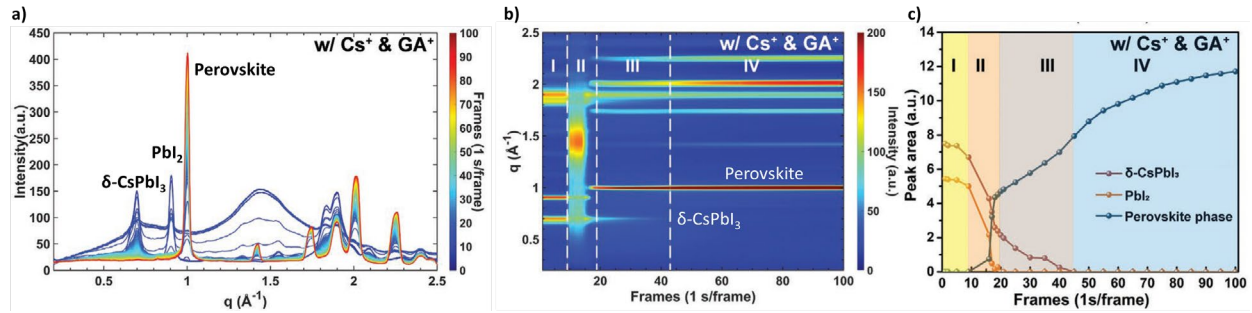 a)
450
400
350
300
250
200
150
100
50
0
Intensity(a.u.)
0.5
1.0
1.5
2.0
2.5
q (Å⁻¹)
w/ Cs⁺ & GA⁺
Perovskite
PbI₂
δ-CsPbI₃
100
90
80
70
60
50
40
30
20
10
0
Frames (1 s/frame)
b)
w/ Cs⁺ & GA⁺
I
II
III
IV
2.5
2.0
1.5
1.0
0.5
q (Å⁻¹)
Perovskite
δ-CsPbI₃
20
40
60
80
100
Frames (1 s/frame)
200
150
100
50
0
Intensity (a.u.)
c)
w/ Cs⁺ & GA⁺
I
II
III
IV
14
12
10
8
6
4
2
0
Peak area (a.u.)
δ-CsPbI₃
PbI₂
Perovskite phase
0
10
20
30
40
50
60
70
80
90
100
Frames (1s/frame)